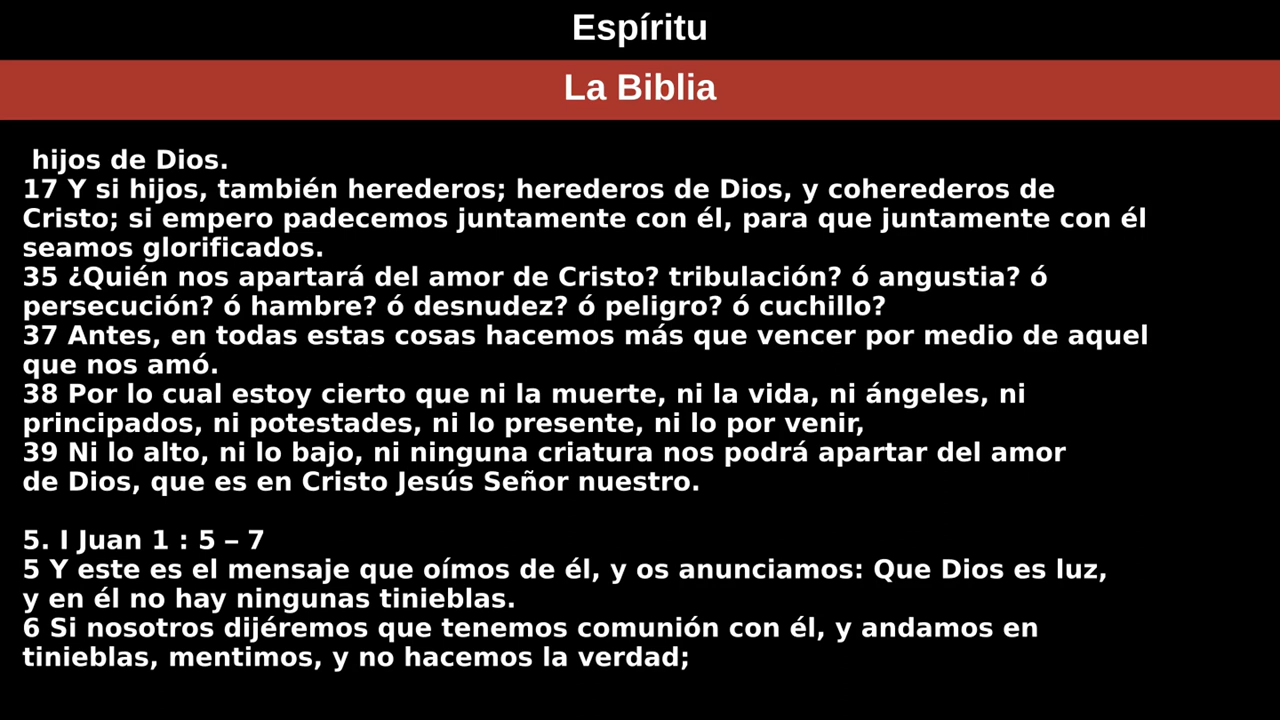 Espíritu
La Biblia
hijos de Dios.
17 Y si hijos, también herederos; herederos de Dios, y coherederos de
Cristo; si empero padecemos juntamente con él, para que juntamente con él
seamos glorificados.
35 ¿Quién nos apartará del amor de Cristo? tribulación? ó angustia? ó
persecución? ó hambre? ó desnudez? ó peligro? ó cuchillo?
37 Antes, en todas estas cosas hacemos más que vencer por medio de aquel
que nos amó.
38 Por lo cual estoy cierto que ni la muerte, ni la vida, ni ángeles, ni
principados, ni potestades, ni lo presente, ni lo por venir,
39 Ni lo alto, ni lo bajo, ni ninguna criatura nos podrá apartar del amor
de Dios, que es en Cristo Jesús Señor nuestro.
5. I Juan 1 : 5 – 7
5 Y este es el mensaje que oímos de él, y os anunciamos: Que Dios es luz,
y en él no hay ningunas tinieblas.
6 Si nosotros dijéremos que tenemos comunión con él, y andamos en
tinieblas, mentimos, y no hacemos la verdad;